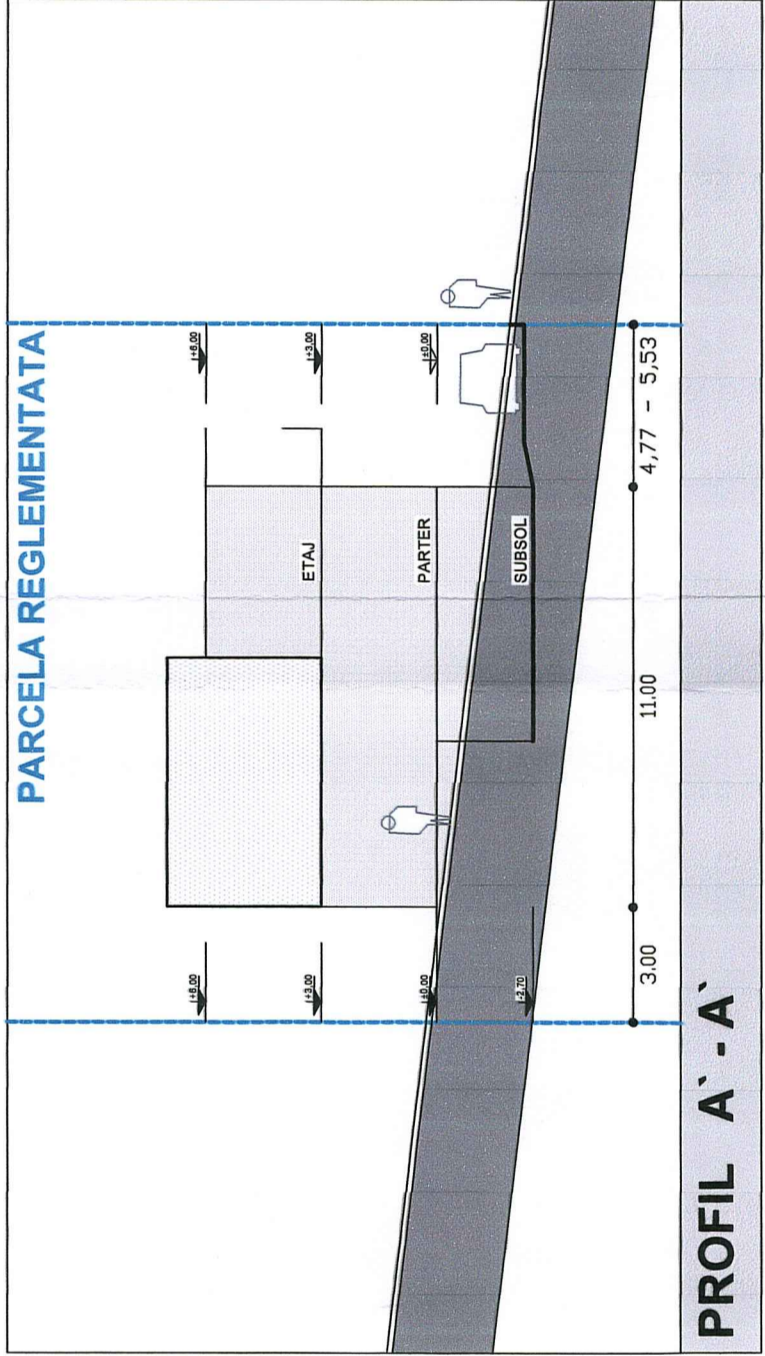 PARCELA REGLEMENTATA
+6,00
+6,00
+3,00
+3,00
±0,00
±0,00
-2,70
ETAJ
PARTER
SUBSOL
3.00
11.00
4,77 - 5,53
PROFIL A` - A`